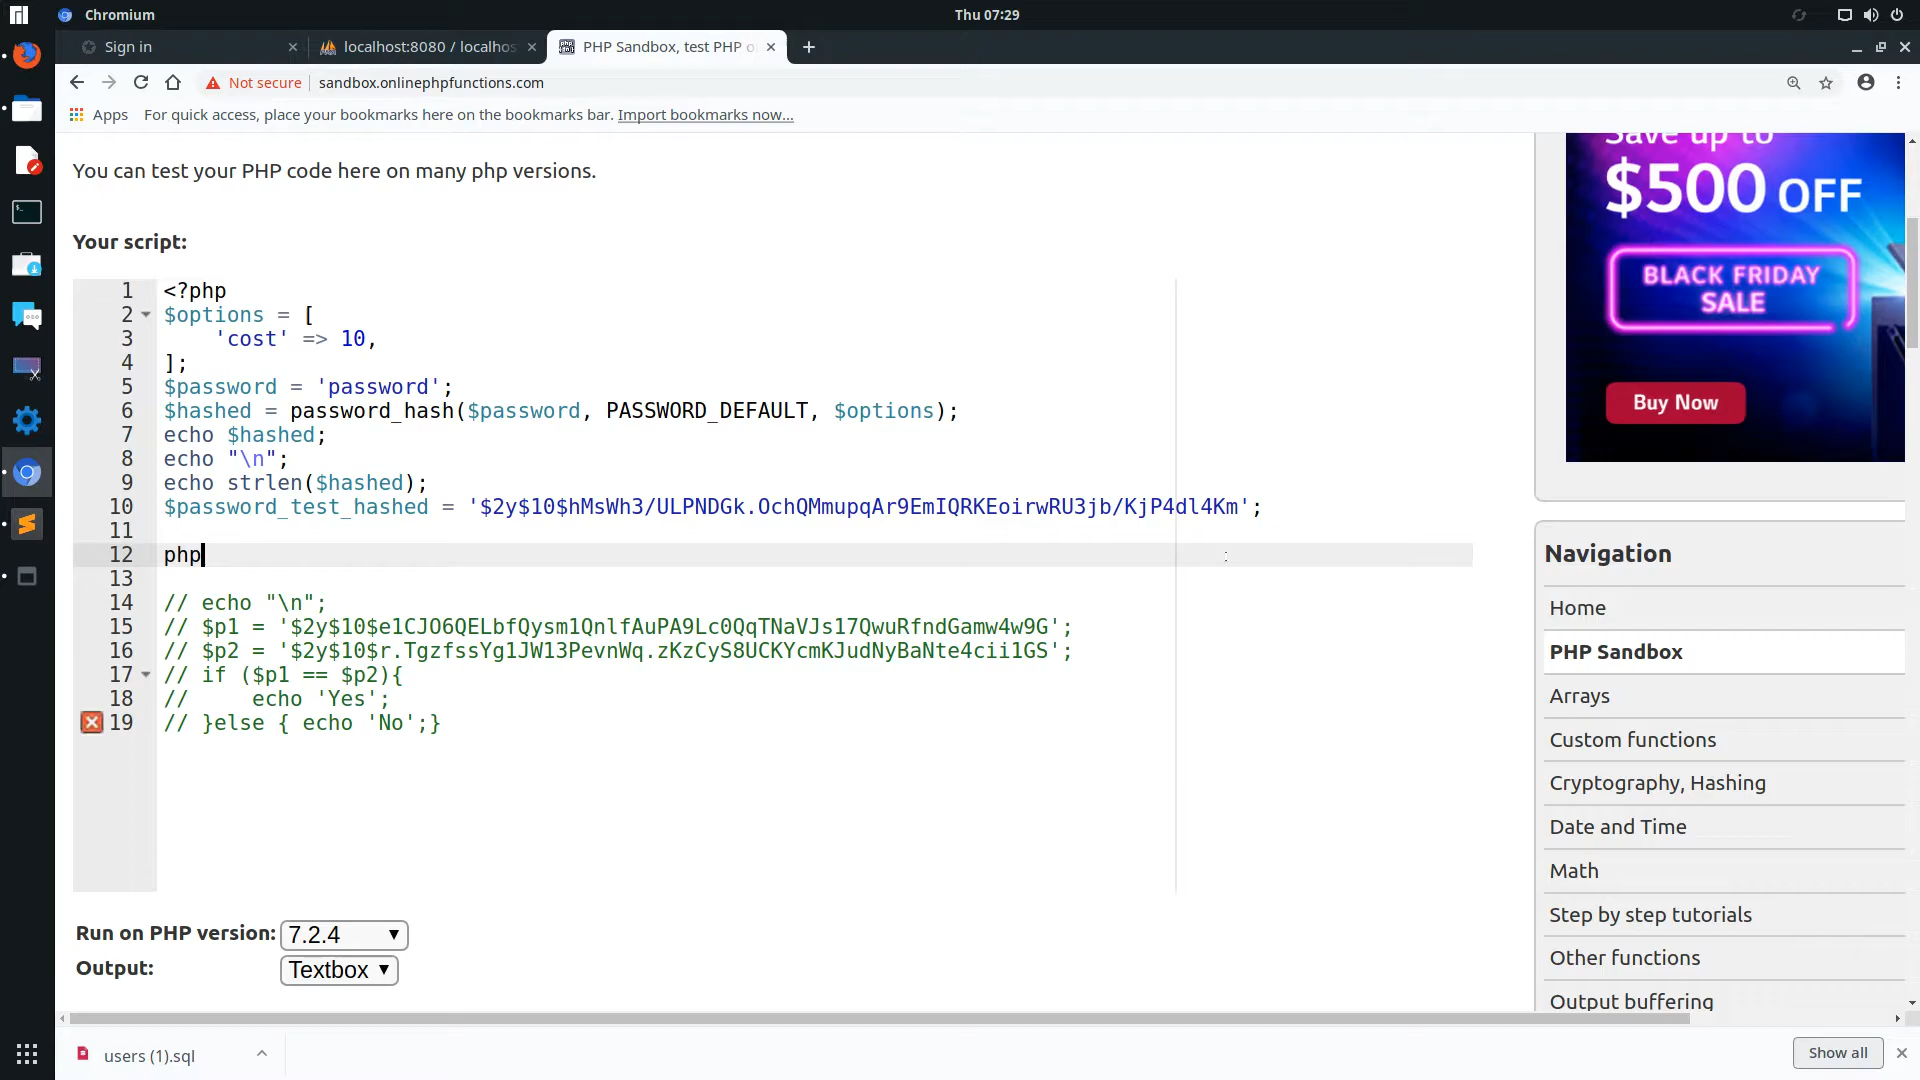 Chromium
Thu 07:29
Sign in
localhost:8080 / localhos
PHP Sandbox, test PHP o
Not secure
sandbox.onlinephpfunctions.com
Apps
For quick access, place your bookmarks here on the bookmarks bar. Import bookmarks now...
You can test your PHP code here on many php versions.
Your script:
1 <?php
2 $options = [
3     'cost' => 10,
4 ];
5 $password = 'password';
6 $hashed = password_hash($password, PASSWORD_DEFAULT, $options);
7 echo $hashed;
8 echo "\n";
9 echo strlen($hashed);
10 $password_test_hashed = '$2y$10$hMsWh3/ULPNDGk.OchQMmupqAr9EmIQRKEoirwRU3jb/KjP4dl4Km';
11
12 php
13
14 // echo "\n";
15 // $p1 = '$2y$10$e1CJO6QELbfQysm1QnlfAuPA9Lc0QqTNaVJs17QwuRfndGamw4w9G';
16 // $p2 = '$2y$10$r.TgzfssYg1JW13PevnWq.zKzCyS8UCKYcmKJudNyBaNte4cii1GS';
17 // if ($p1 == $p2){
18 //     echo 'Yes';
19 // }else { echo 'No';}
Run on PHP version: 7.2.4
Output: Textbox
Save up to
$500 OFF
BLACK FRIDAY
SALE
Buy Now
Navigation
Home
PHP Sandbox
Arrays
Custom functions
Cryptography, Hashing
Date and Time
Math
Step by step tutorials
Other functions
Output buffering
users (1).sql
Show all